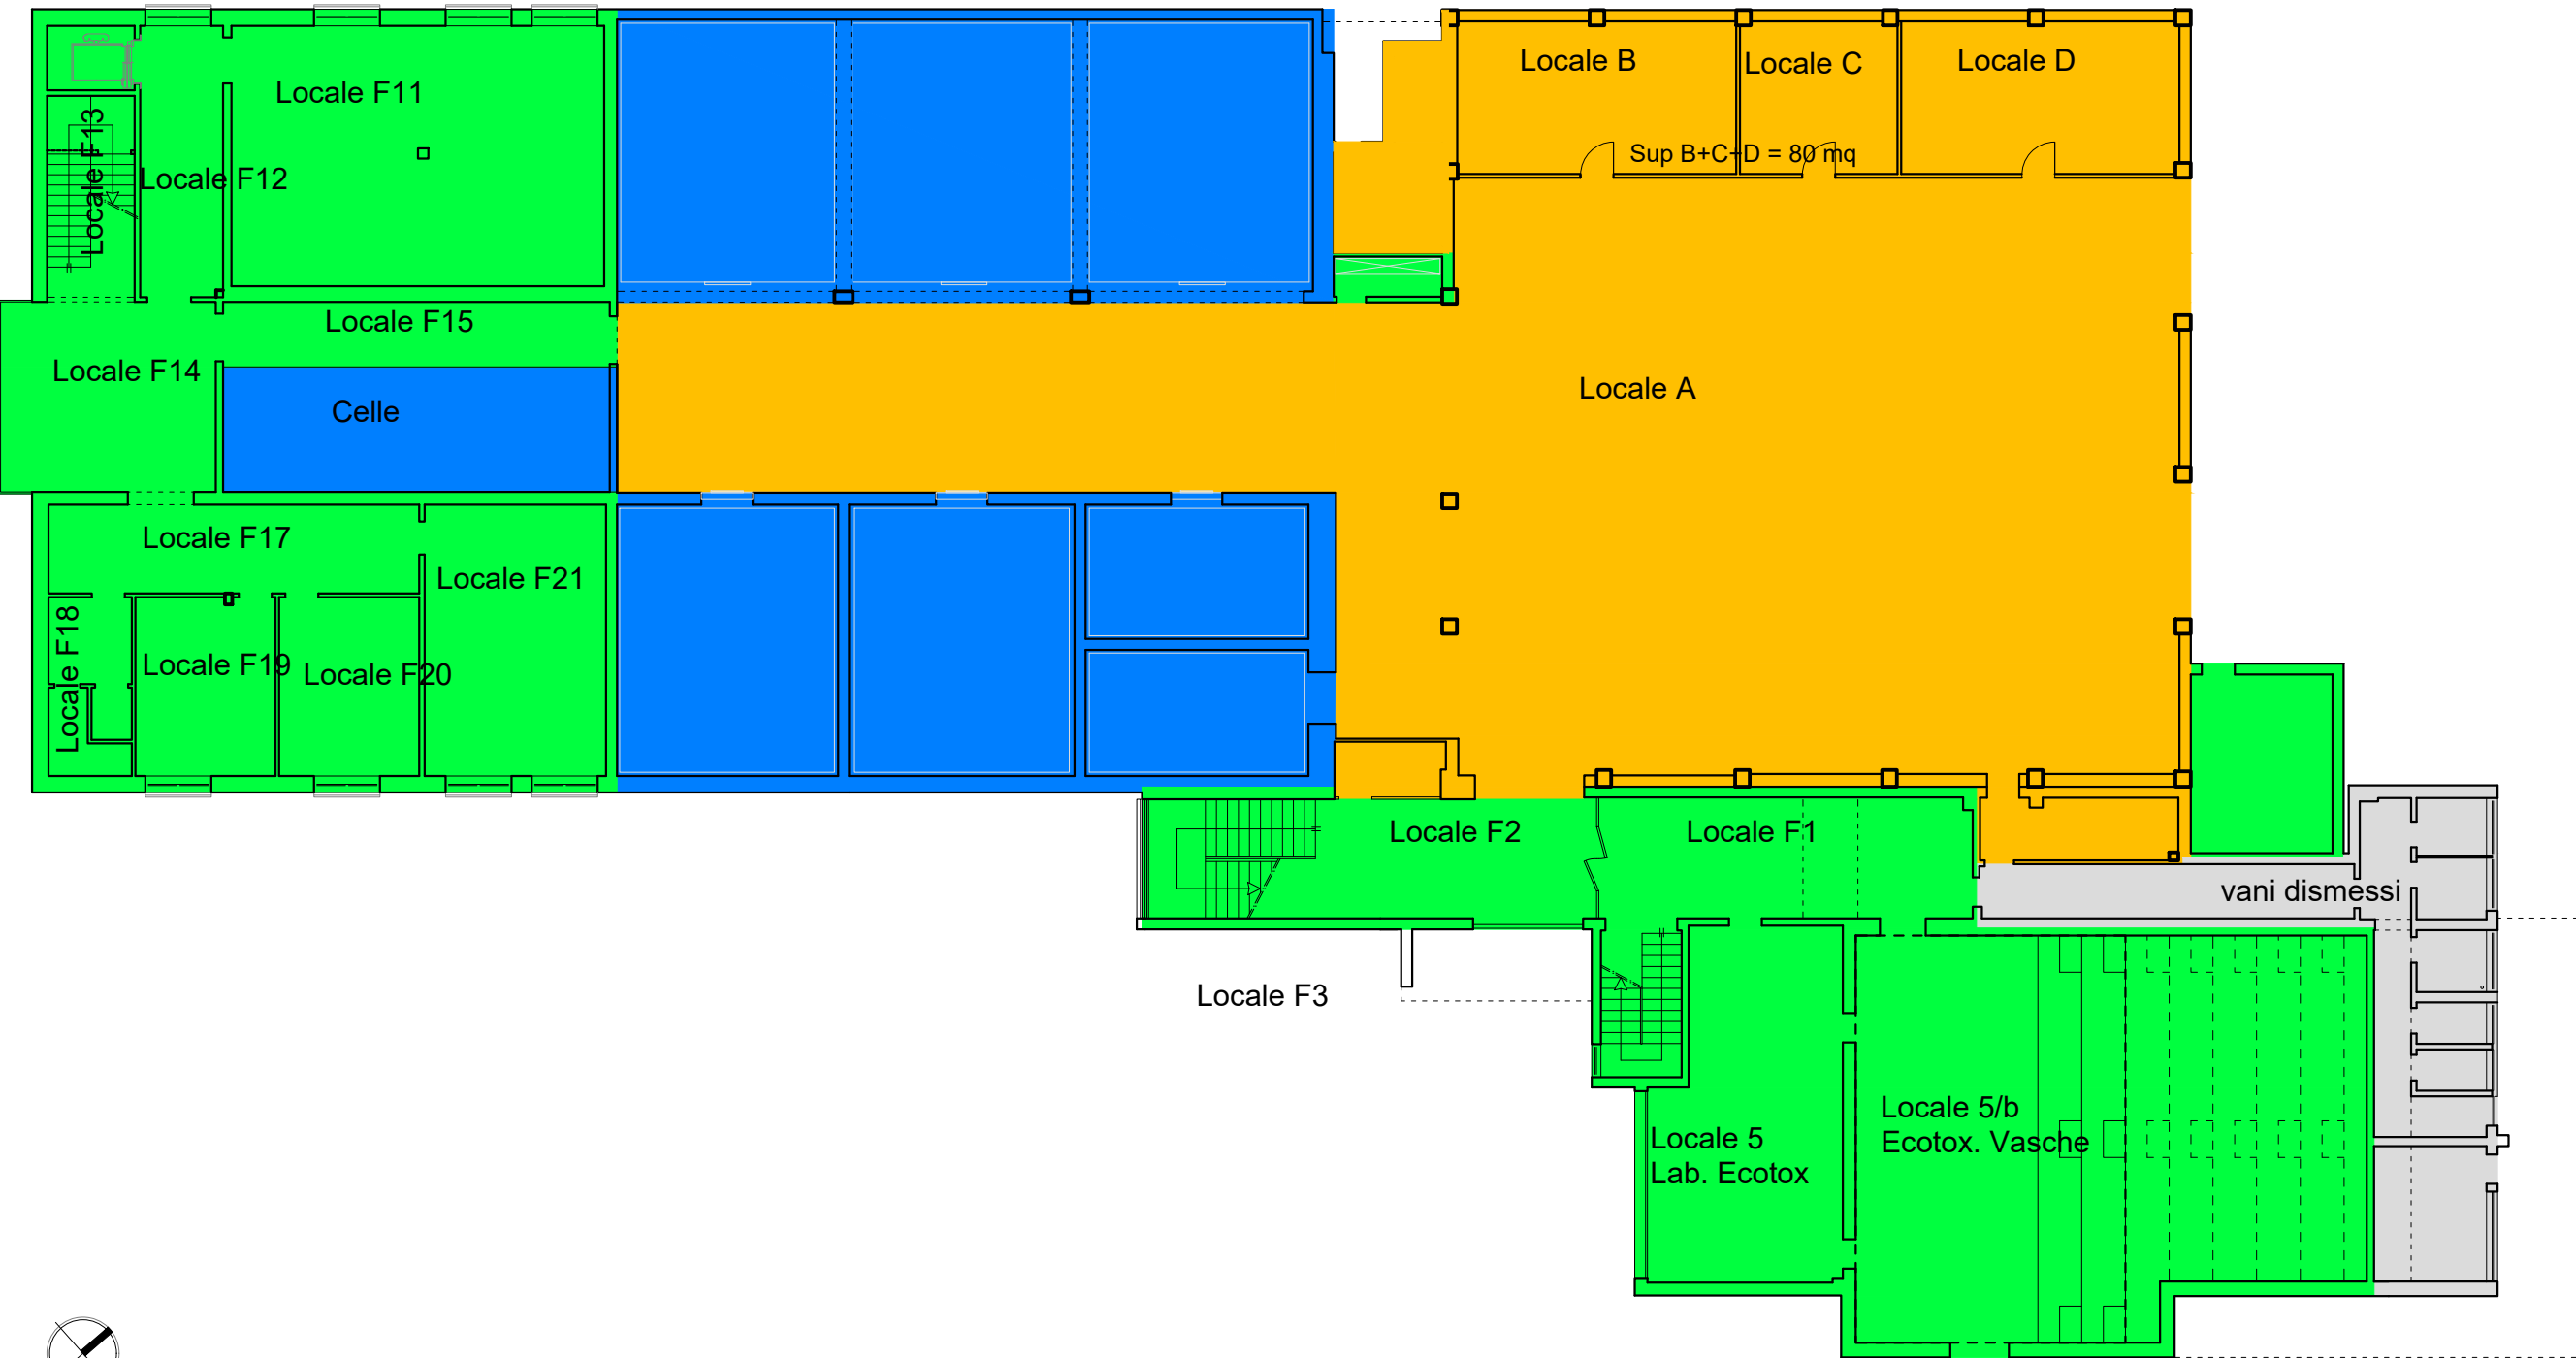 Locale B
Locale C
Locale D
Locale F11
Locale F13
Sup B+C+D = 80 mq
Locale F12
Locale F15
Locale F14
Locale A
Celle
Locale F17
Locale F21
Locale F18
Locale F19
Locale F20
Locale F2
Locale F1
vani dismessi
Locale F3
Locale 5/b
Ecotox. Vasche
Locale 5
Lab. Ecotox